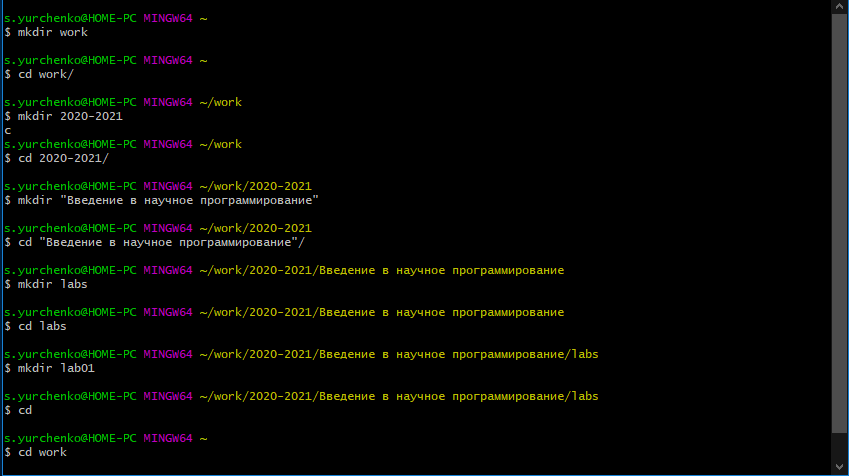 s.yurchenko@HOME-PC MINGW64 ~
$ mkdir work
s.yurchenko@HOME-PC MINGW64 ~
$ cd work/
s.yurchenko@HOME-PC MINGW64 ~/work
$ mkdir 2020-2021
c
s.yurchenko@HOME-PC MINGW64 ~/work
$ cd 2020-2021/
s.yurchenko@HOME-PC MINGW64 ~/work/2020-2021
$ mkdir "Введение в научное программирование"
s.yurchenko@HOME-PC MINGW64 ~/work/2020-2021
$ cd "Введение в научное программирование"/
s.yurchenko@HOME-PC MINGW64 ~/work/2020-2021/Введение в научное программирование
$ mkdir labs
s.yurchenko@HOME-PC MINGW64 ~/work/2020-2021/Введение в научное программирование
$ cd labs
s.yurchenko@HOME-PC MINGW64 ~/work/2020-2021/Введение в научное программирование/labs
$ mkdir lab01
s.yurchenko@HOME-PC MINGW64 ~/work/2020-2021/Введение в научное программирование/labs
$ cd
s.yurchenko@HOME-PC MINGW64 ~
$ cd work